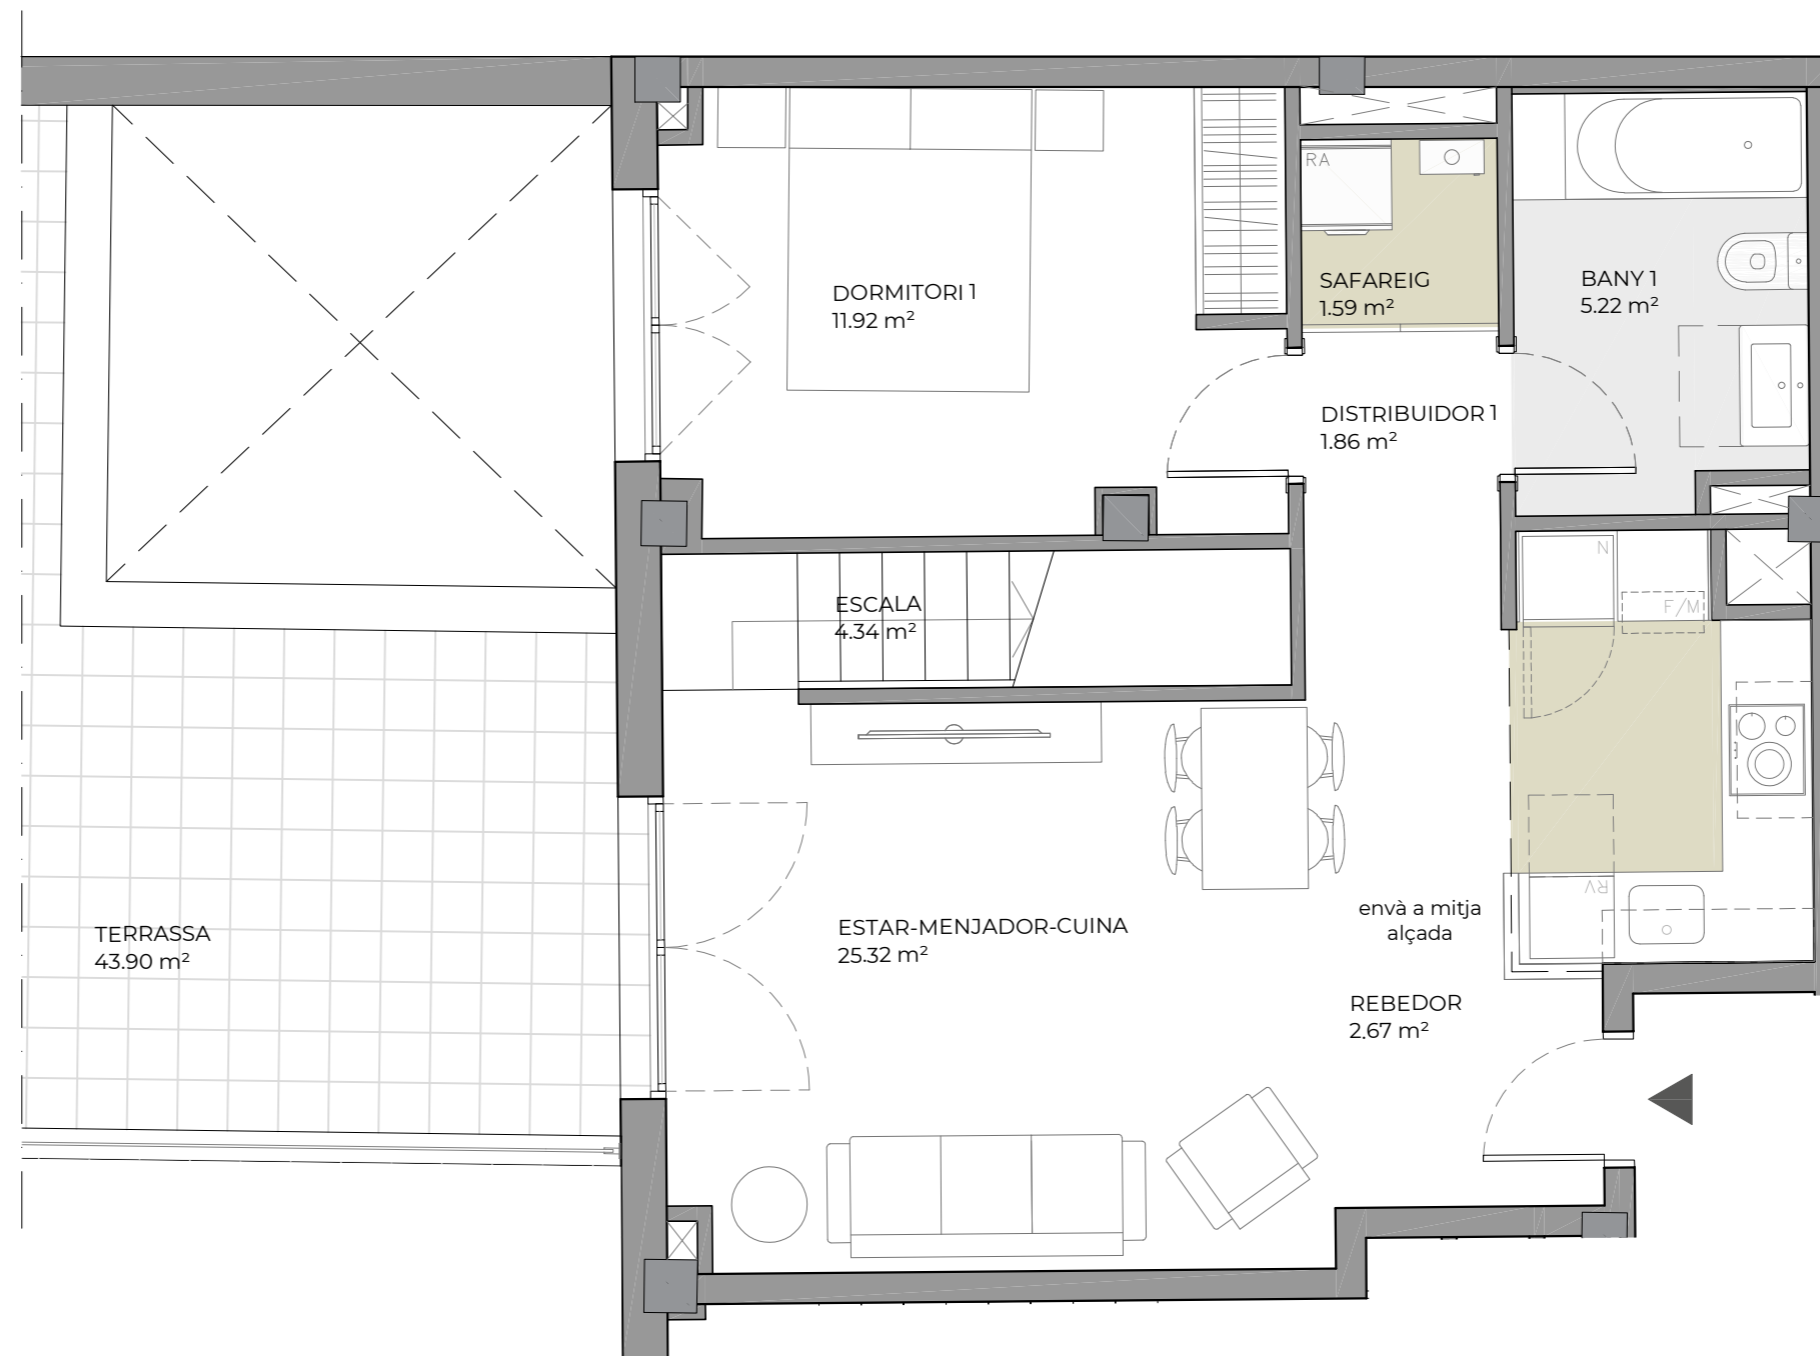 RA
SAFAREIG
1.59 m²
BANY 1
5.22 m²
DORMITORI 1
11.92 m²
DISTRIBUIDOR 1
1.86 m²
N
F/M
ESCALA
4.34 m²
RV
envà a mitja
alçada
ESTAR-MENJADOR-CUINA
25.32 m²
TERRASSA
43.90 m²
REBEDOR
2.67 m²